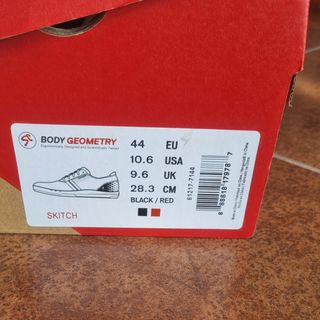 BODY GEOMETRY
Ergonomically Designed and Scientifically Tested
SKITCH
44 EU
10.6 USA
9.6 UK
28.3 CM
BLACK / RED
61217-7144